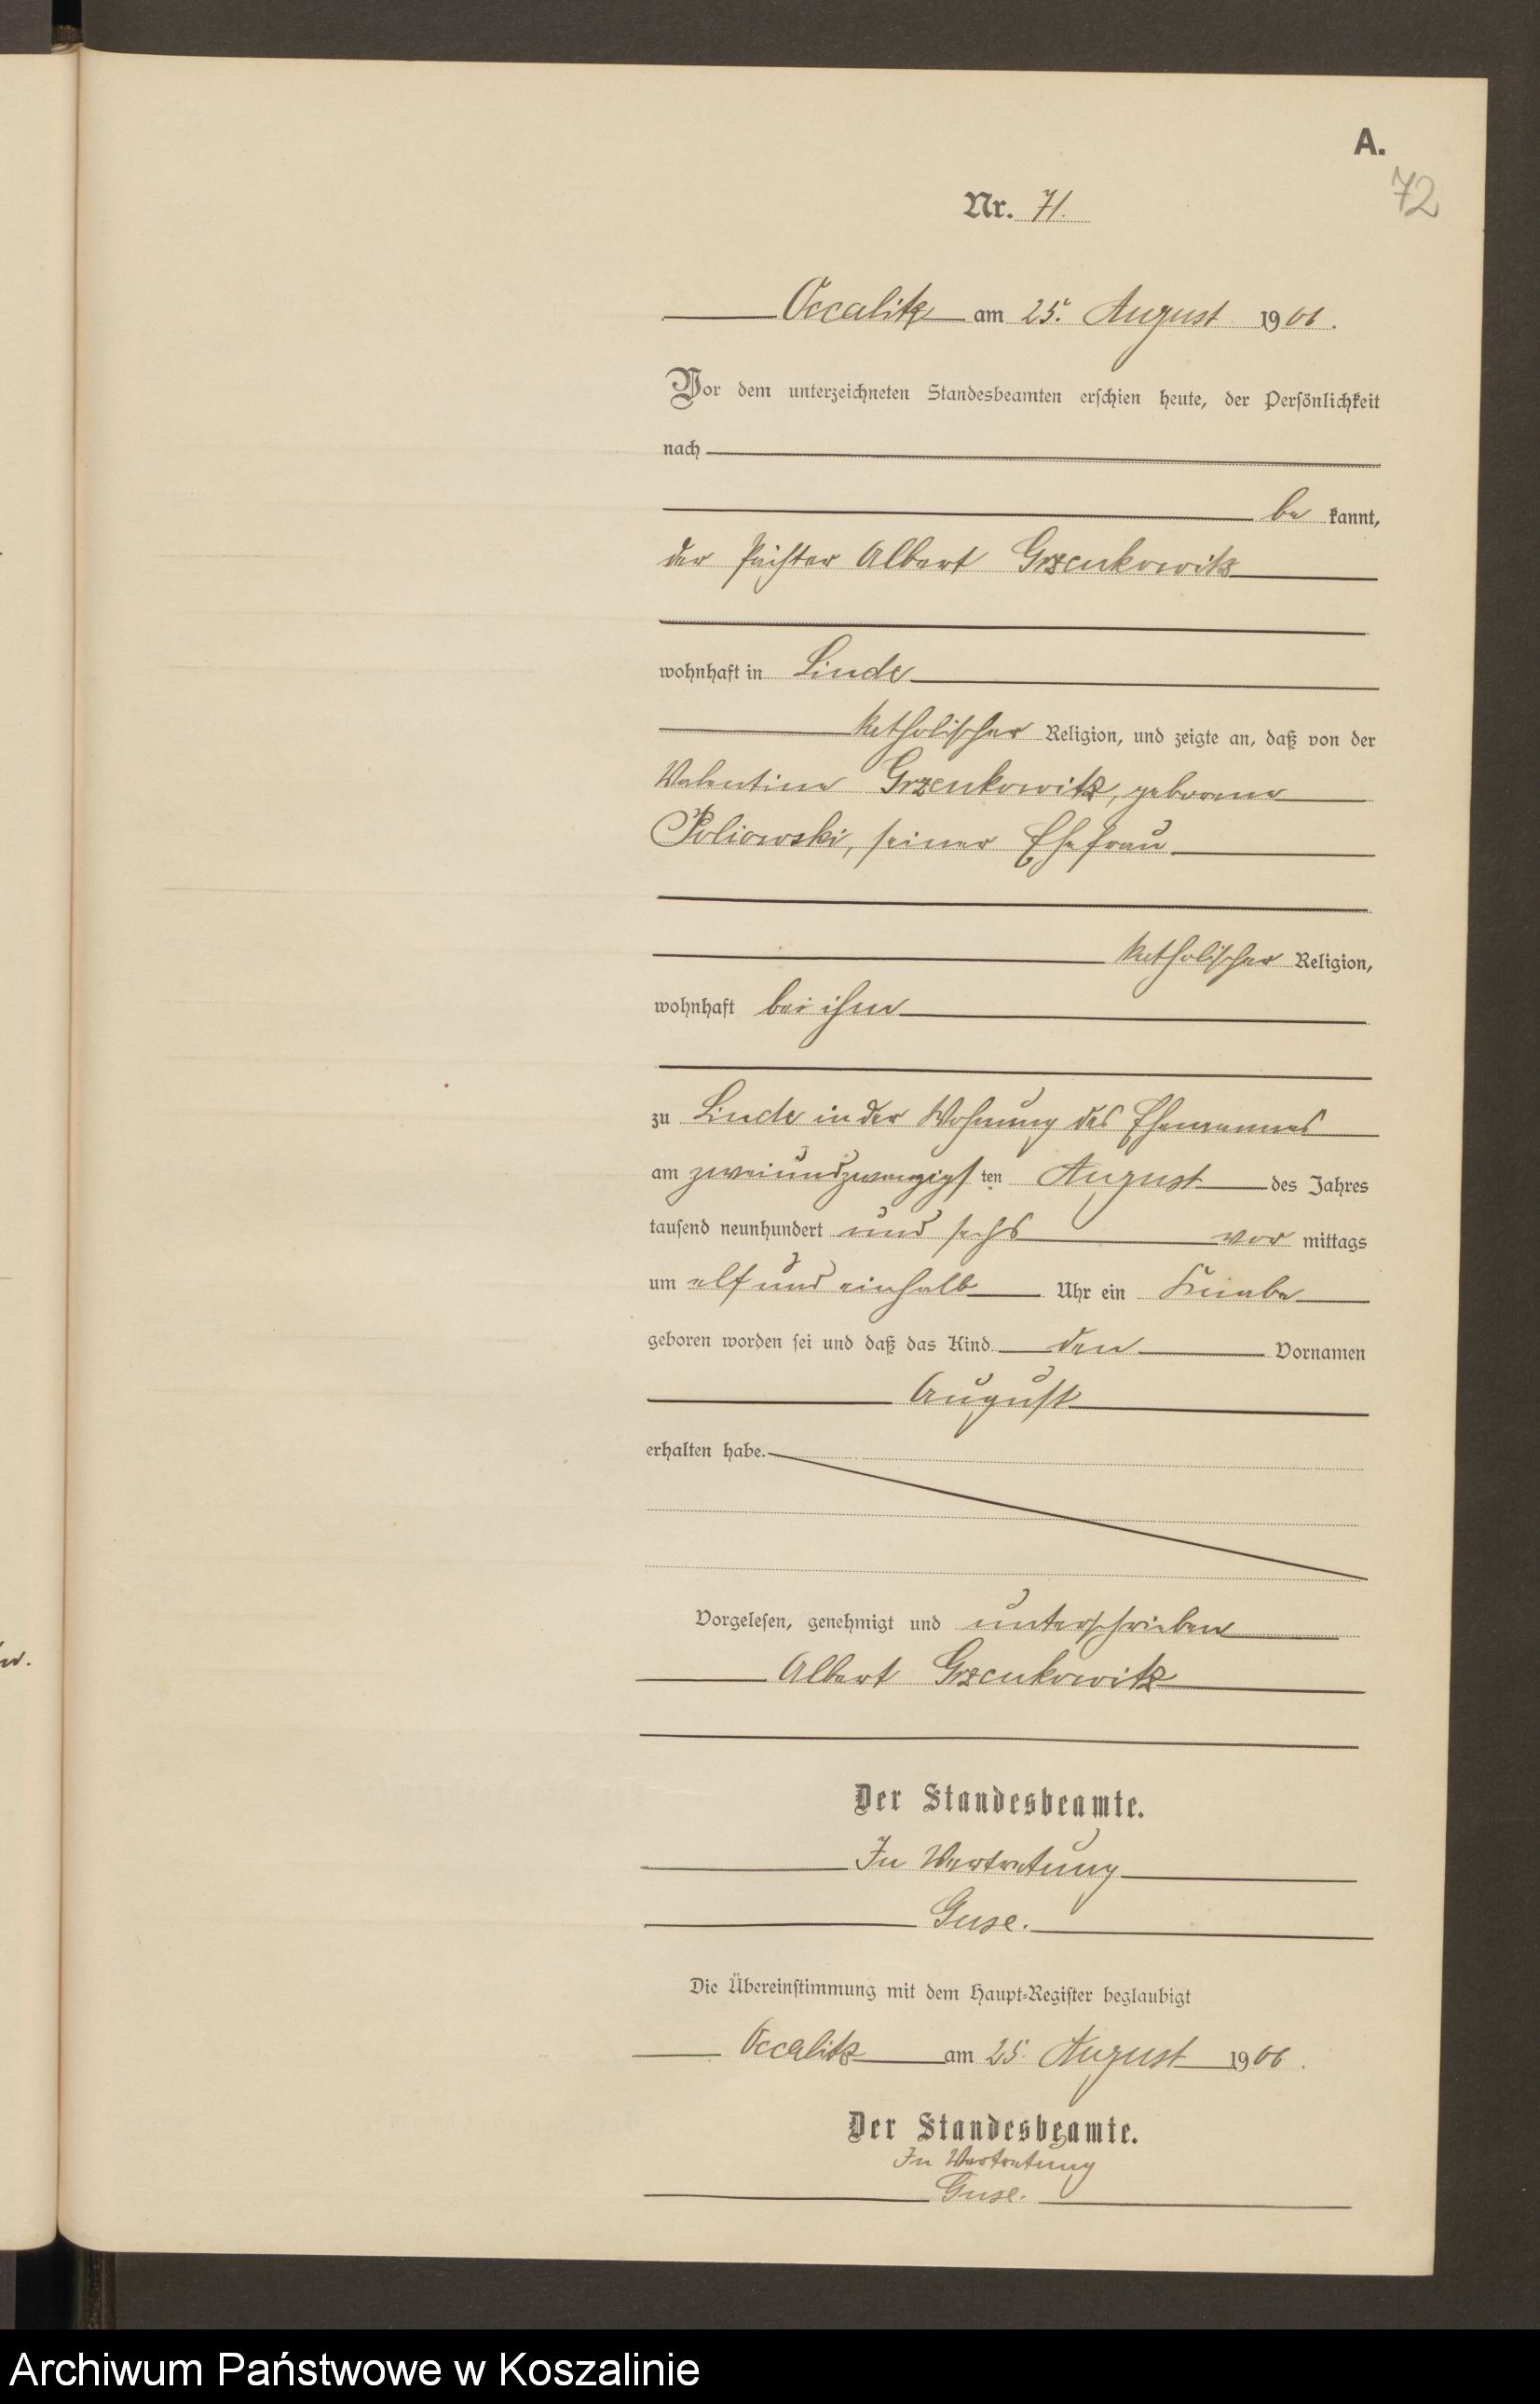 A.
72
Nr. 71.
Occalitz am 25. August 1906.
Vor dem unterzeichneten Standesbeamten erschien heute, der Persönlichkeit
nach
be kannt,
der Pächter Albert Grzenkowitz
wohnhaft in Linde
katholischer Religion, und zeigte an, daß von der
Valentine Grzenkowitz, geborene
Poliowski, seiner Ehefrau
katholischer Religion,
wohnhaft bei ihm
zu Linde in der Wohnung des Ehemannes
am zweiundzwanzigsten August des Jahres
tausend neunhundert und sechs vor mittags
um elf und einhalb Uhr ein Knabe
geboren worden sei und daß das Kind den Vornamen
August
erhalten habe.
Vorgelesen, genehmigt und unterschrieben
Albert Grzenkowitz
Der Standesbeamte.
In Vertretung
Guse.
Die Übereinstimmung mit dem Haupt-Register beglaubigt
Occalitz am 25. August 1906.
Der Standesbeamte.
In Vertretung
Guse.
Archiwum Państwowe w Koszalinie